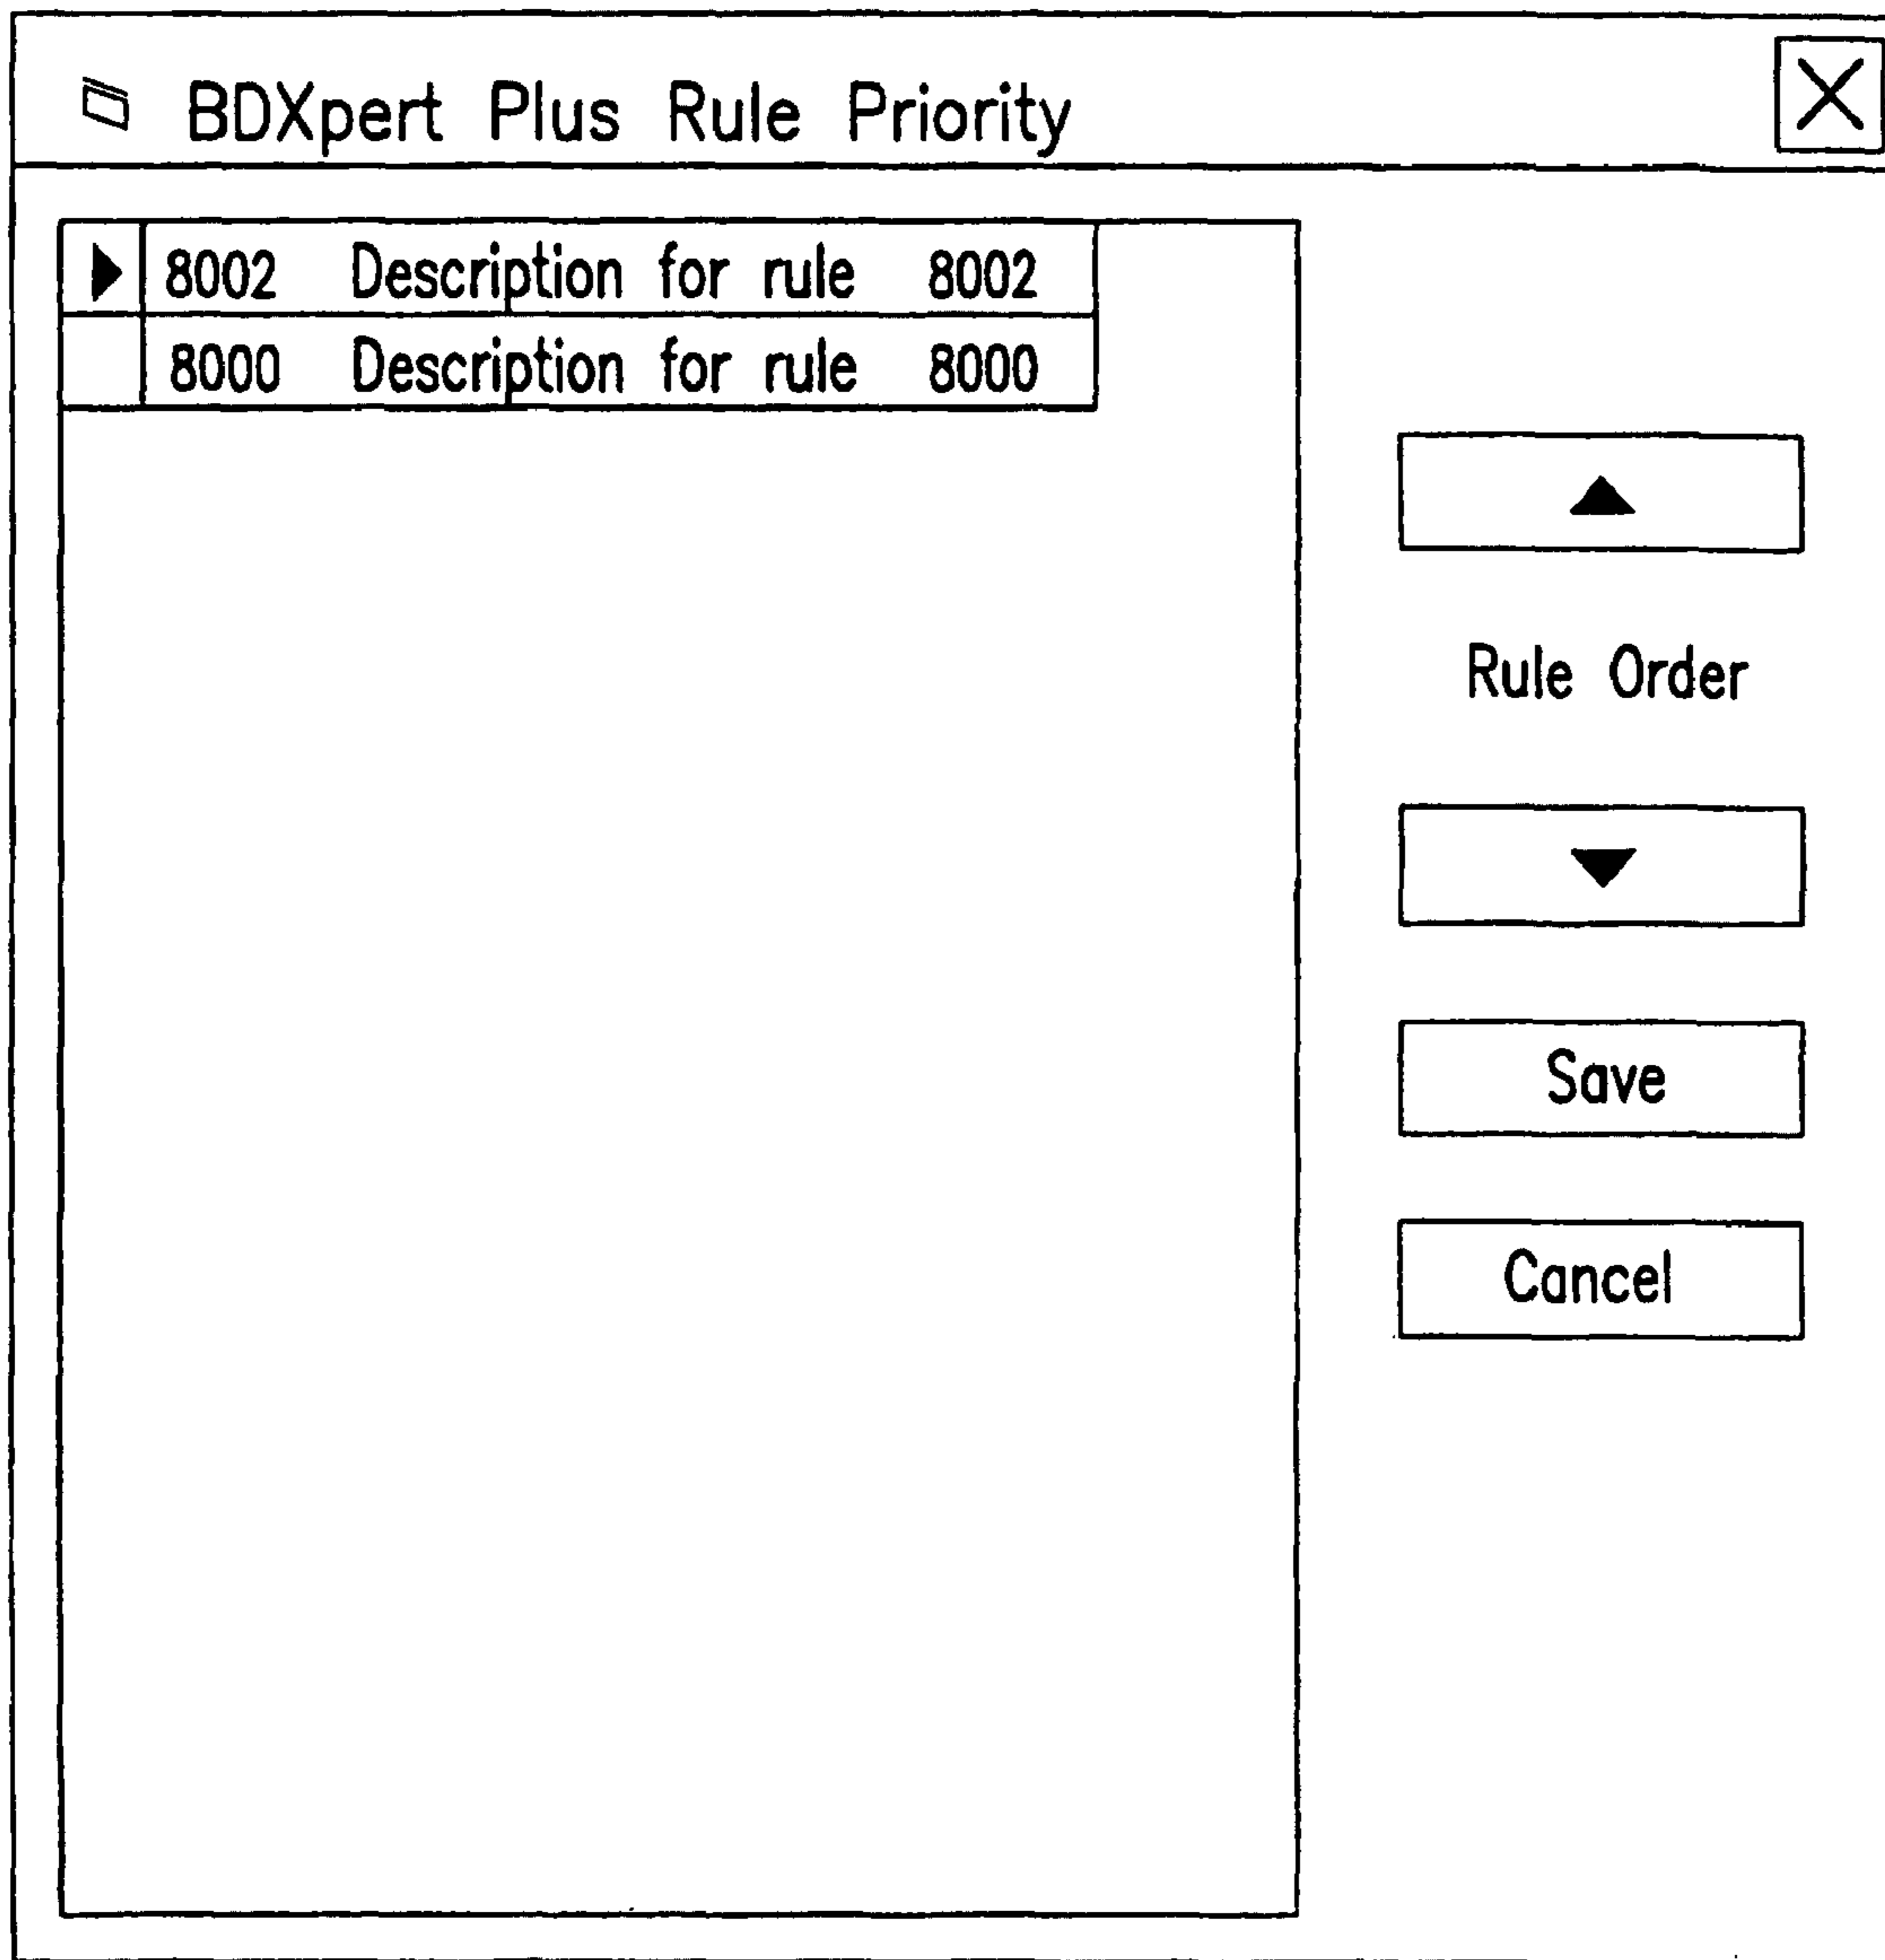 BDXpert Plus Rule Priority
8002 Description for rule 8002
8000 Description for rule 8000
Rule Order
Save
Cancel